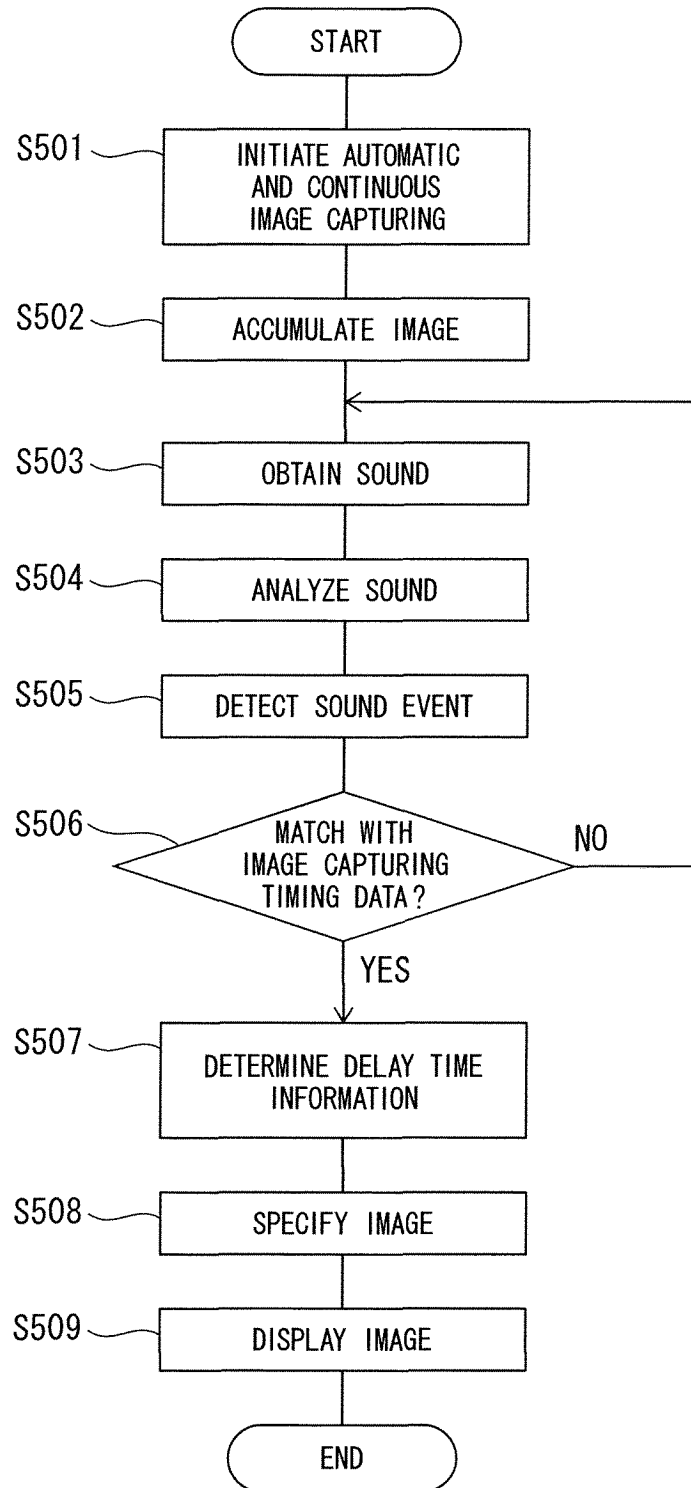 START
S501
INITIATE AUTOMATIC
AND CONTINUOUS
IMAGE CAPTURING
S502
ACCUMULATE IMAGE
S503
OBTAIN SOUND
S504
ANALYZE SOUND
S505
DETECT SOUND EVENT
S506
MATCH WITH
IMAGE CAPTURING
TIMING DATA?
NO
YES
S507
DETERMINE DELAY TIME
INFORMATION
S508
SPECIFY IMAGE
S509
DISPLAY IMAGE
END